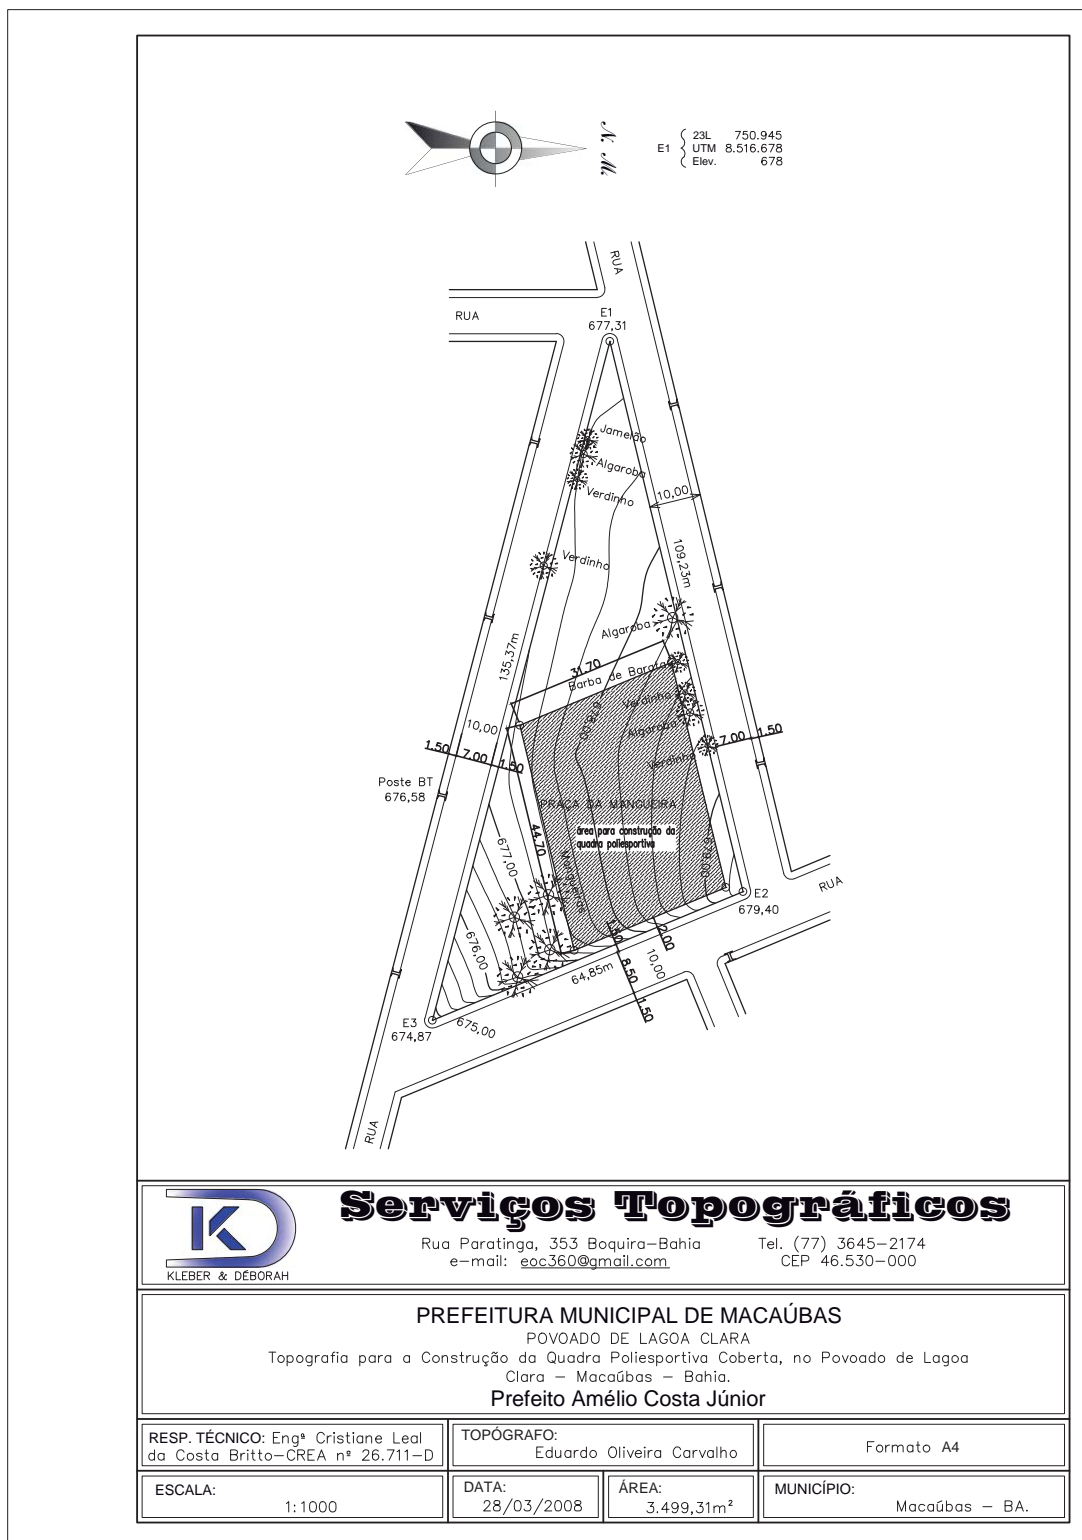 N. M.
E1
23L 750.945
UTM 8.516.678
Elev. 678
RUA
RUA
E1
677,31
Jamelão
Algaroba
Verdinho
10,00
109,23m
Verdinho
Algaroba
135,37m
31.70
Barba de Barata
678,00
Verdinho
Algaroba
Verdinho
10,00
1.50
7.00
1.50
7.00
1.50
Poste BT
676,58
PRAÇA DA MANGUEIRA
área para construção da
quadra poliesportiva
44.70
677,00
Mangueiras
679,00
E2
679,40
RUA
676,00
1.50
2.00
8.50
10,00
1.50
64,85m
E3
674,87
675,00
RUA
K
KLEBER & DÉBORAH
Serviços Topográficos
Rua Paratinga, 353 Boquira-Bahia Tel. (77) 3645-2174
e-mail: eoc360@gmail.com CEP 46.530-000
PREFEITURA MUNICIPAL DE MACAÚBAS
POVOADO DE LAGOA CLARA
Topografia para a Construção da Quadra Poliesportiva Coberta, no Povoado de Lagoa
Clara - Macaúbas - Bahia.
Prefeito Amélio Costa Júnior
RESP. TÉCNICO: Engª Cristiane Leal
da Costa Britto-CREA nº 26.711-D
TOPÓGRAFO:
Eduardo Oliveira Carvalho
Formato A4
ESCALA:
1:1000
DATA:
28/03/2008
ÁREA:
3.499,31m²
MUNICÍPIO:
Macaúbas - BA.